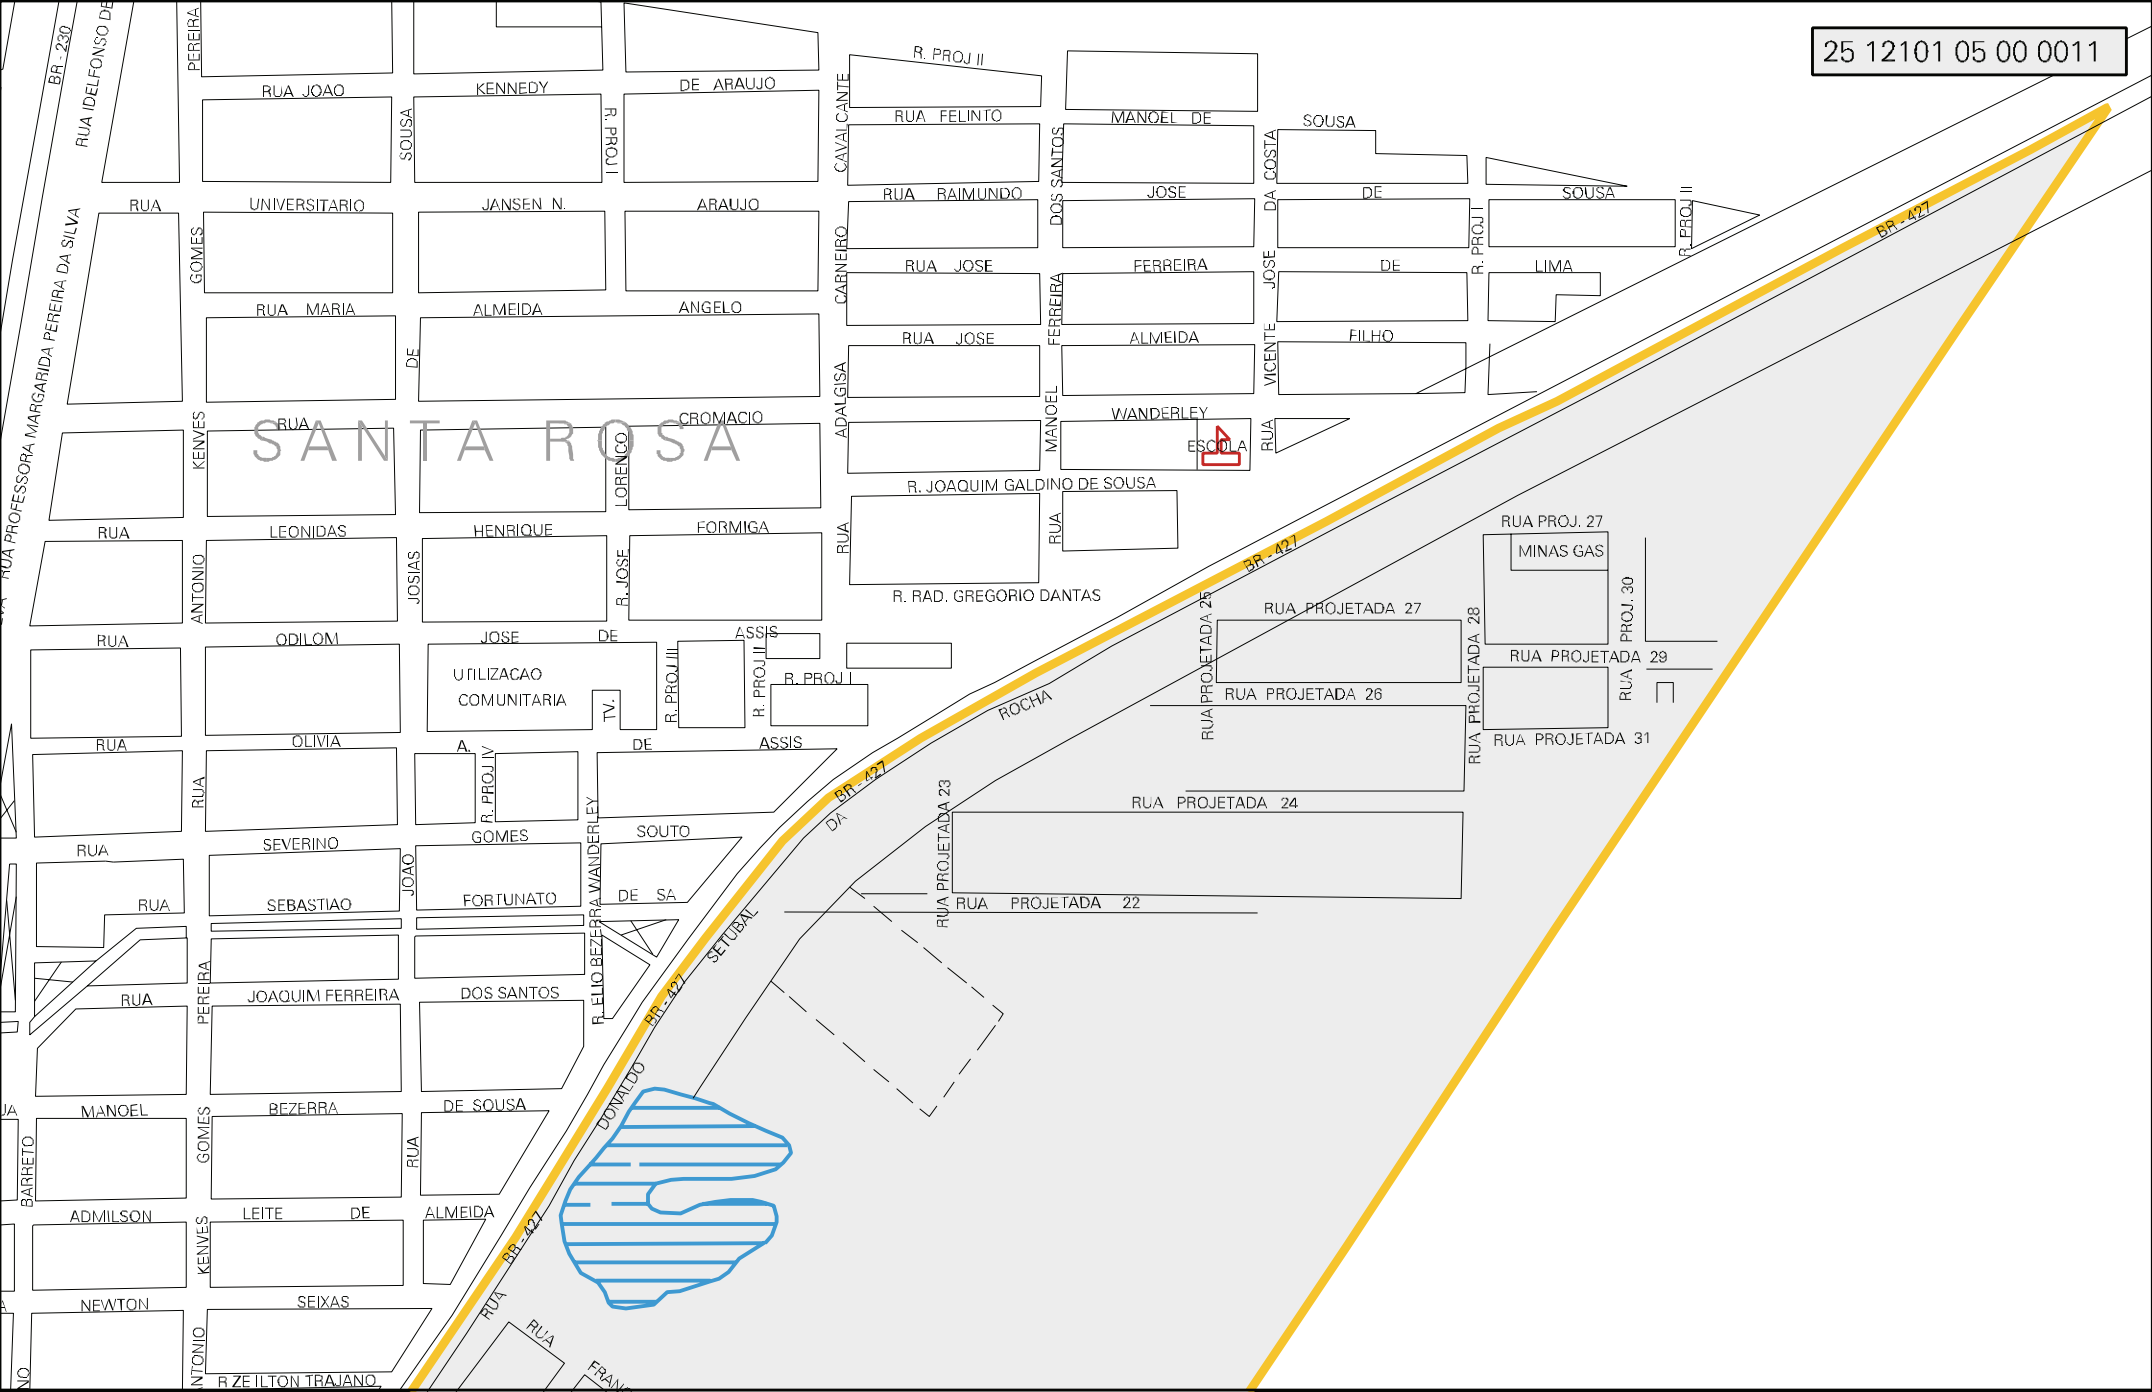 25 12101 05 00 0011
BR - 230
RUA IDELFONSO DE
PEREIRA
R. PROJ II
RUA JOAO
KENNEDY
DE ARAUJO
CAVALCANTE
SOUSA
R. PROJ I
RUA FELINTO
MANOEL DE
SOUSA
DOS SANTOS
DA COSTA
RUA RAIMUNDO
JOSE
DE
SOUSA
R. PROJ II
RUA
UNIVERSITARIO
JANSEN N.
ARAUJO
BR - 427
R. PROJ I
GOMES
CARNEIRO
RUA JOSE
FERREIRA
DE
LIMA
JOSE
RUA PROFESSORA MARGARIDA PEREIRA DA SILVA
RUA MARIA
ALMEIDA
ANGELO
FERREIRA
RUA JOSE
ALMEIDA
FILHO
VICENTE
DE
ADALGISA
MANOEL
KENVES
RUA
CROMACIO
WANDERLEY
SANTA ROSA
ESCOLA
RUA
LORENCO
R. JOAQUIM GALDINO DE SOUSA
RUA
LEONIDAS
HENRIQUE
FORMIGA
RUA
RUA
RUA PROJ. 27
MINAS GAS
BR - 427
ANTONIO
JOSIAS
R. JOSE
R. RAD. GREGORIO DANTAS
RUA PROJETADA 25
RUA PROJETADA 27
RUA PROJETADA 28
PROJ. 30
RUA
RUA
ODILOM
JOSE
DE
ASSIS
RUA PROJETADA 29
UTILIZACAO
COMUNITARIA
TV.
R. PROJ III
R. PROJ II
R. PROJ I
RUA PROJETADA 26
ROCHA
RUA PROJETADA 31
RUA
OLIVIA
A.
DE
ASSIS
R. PROJ IV
RUA
BR - 427
RUA PROJETADA 23
RUA PROJETADA 24
DA
RUA
SEVERINO
GOMES
SOUTO
R. ELIO BEZERRA WANDERLEY
JOAO
RUA
SEBASTIAO
FORTUNATO
DE SA
RUA PROJETADA 22
SETUBAL
PEREIRA
RUA
JOAQUIM FERREIRA
DOS SANTOS
BR - 427
DONALDO
UA
MANOEL
BEZERRA
DE SOUSA
BARRETO
GOMES
RUA
ADMILSON
LEITE
DE
ALMEIDA
KENVES
BR - 427
NEWTON
SEIXAS
RUA
RUA
ANTONIO
R ZE ILTON TRAJANO
NO